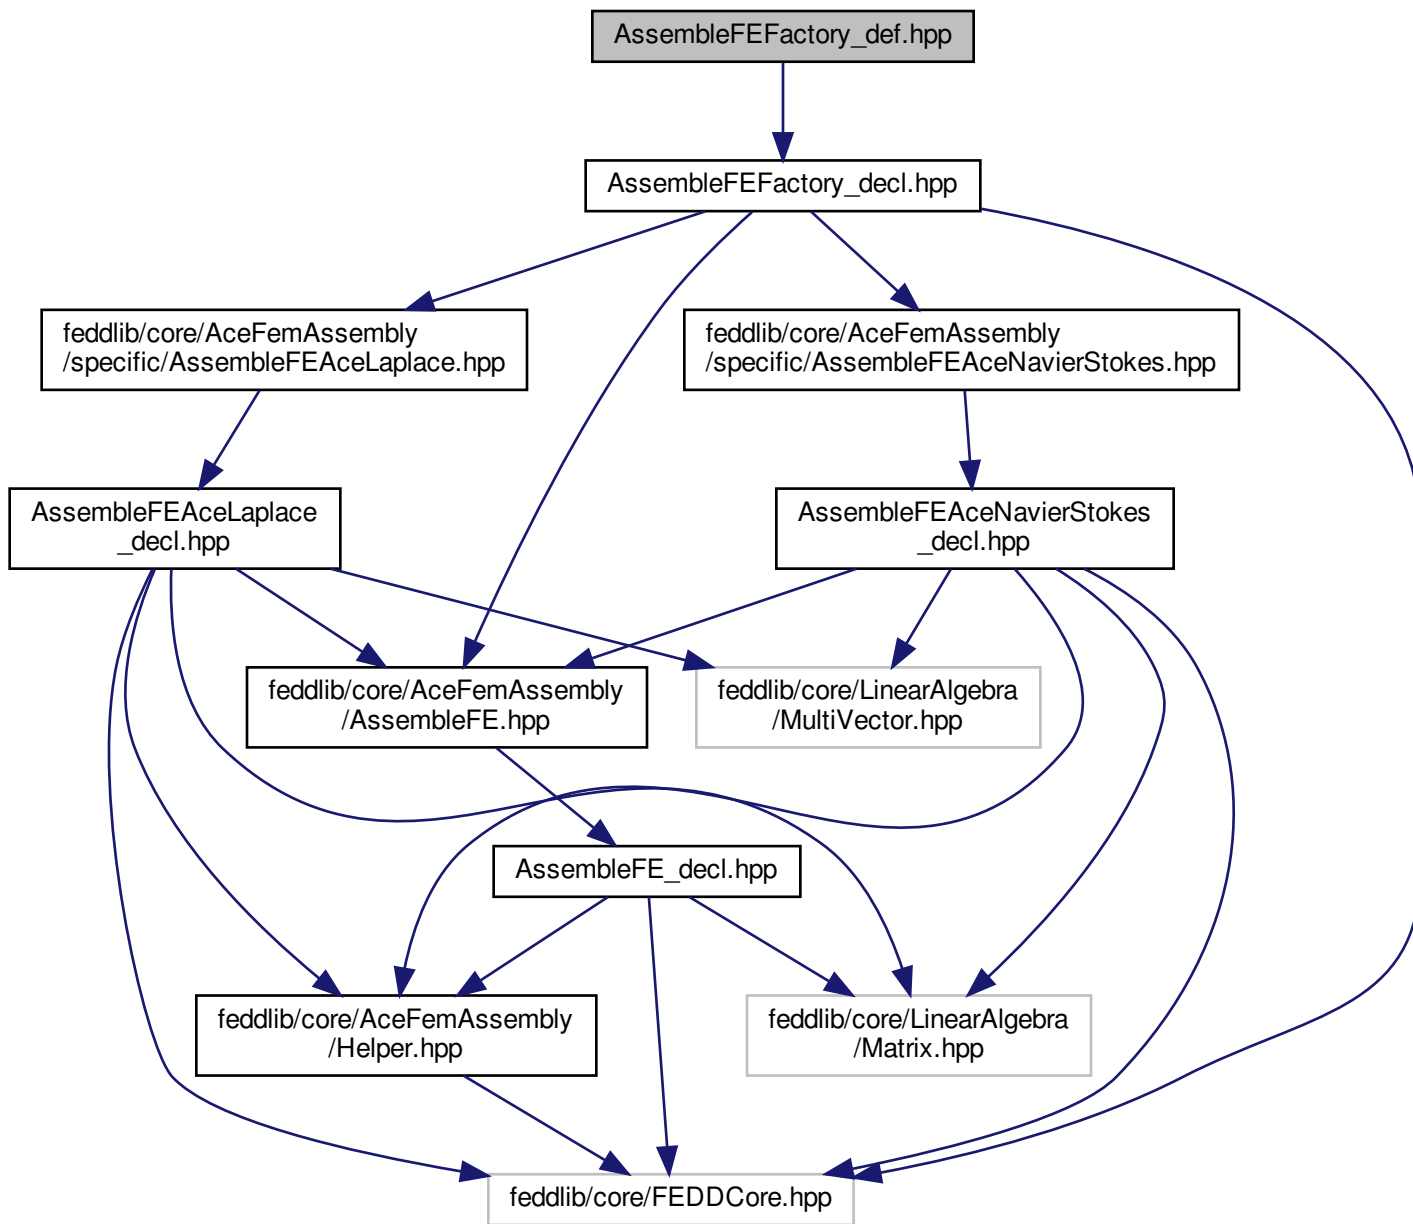 AssembleFEFactory_def.hpp
AssembleFEFactory_decl.hpp
feddlib/core/AceFemAssembly
/specific/AssembleFEAceLaplace.hpp
feddlib/core/AceFemAssembly
/specific/AssembleFEAceNavierStokes.hpp
AssembleFEAceLaplace
_decl.hpp
AssembleFEAceNavierStokes
_decl.hpp
feddlib/core/AceFemAssembly
/AssembleFE.hpp
feddlib/core/LinearAlgebra
/MultiVector.hpp
AssembleFE_decl.hpp
feddlib/core/AceFemAssembly
/Helper.hpp
feddlib/core/LinearAlgebra
/Matrix.hpp
feddlib/core/FEDDCore.hpp